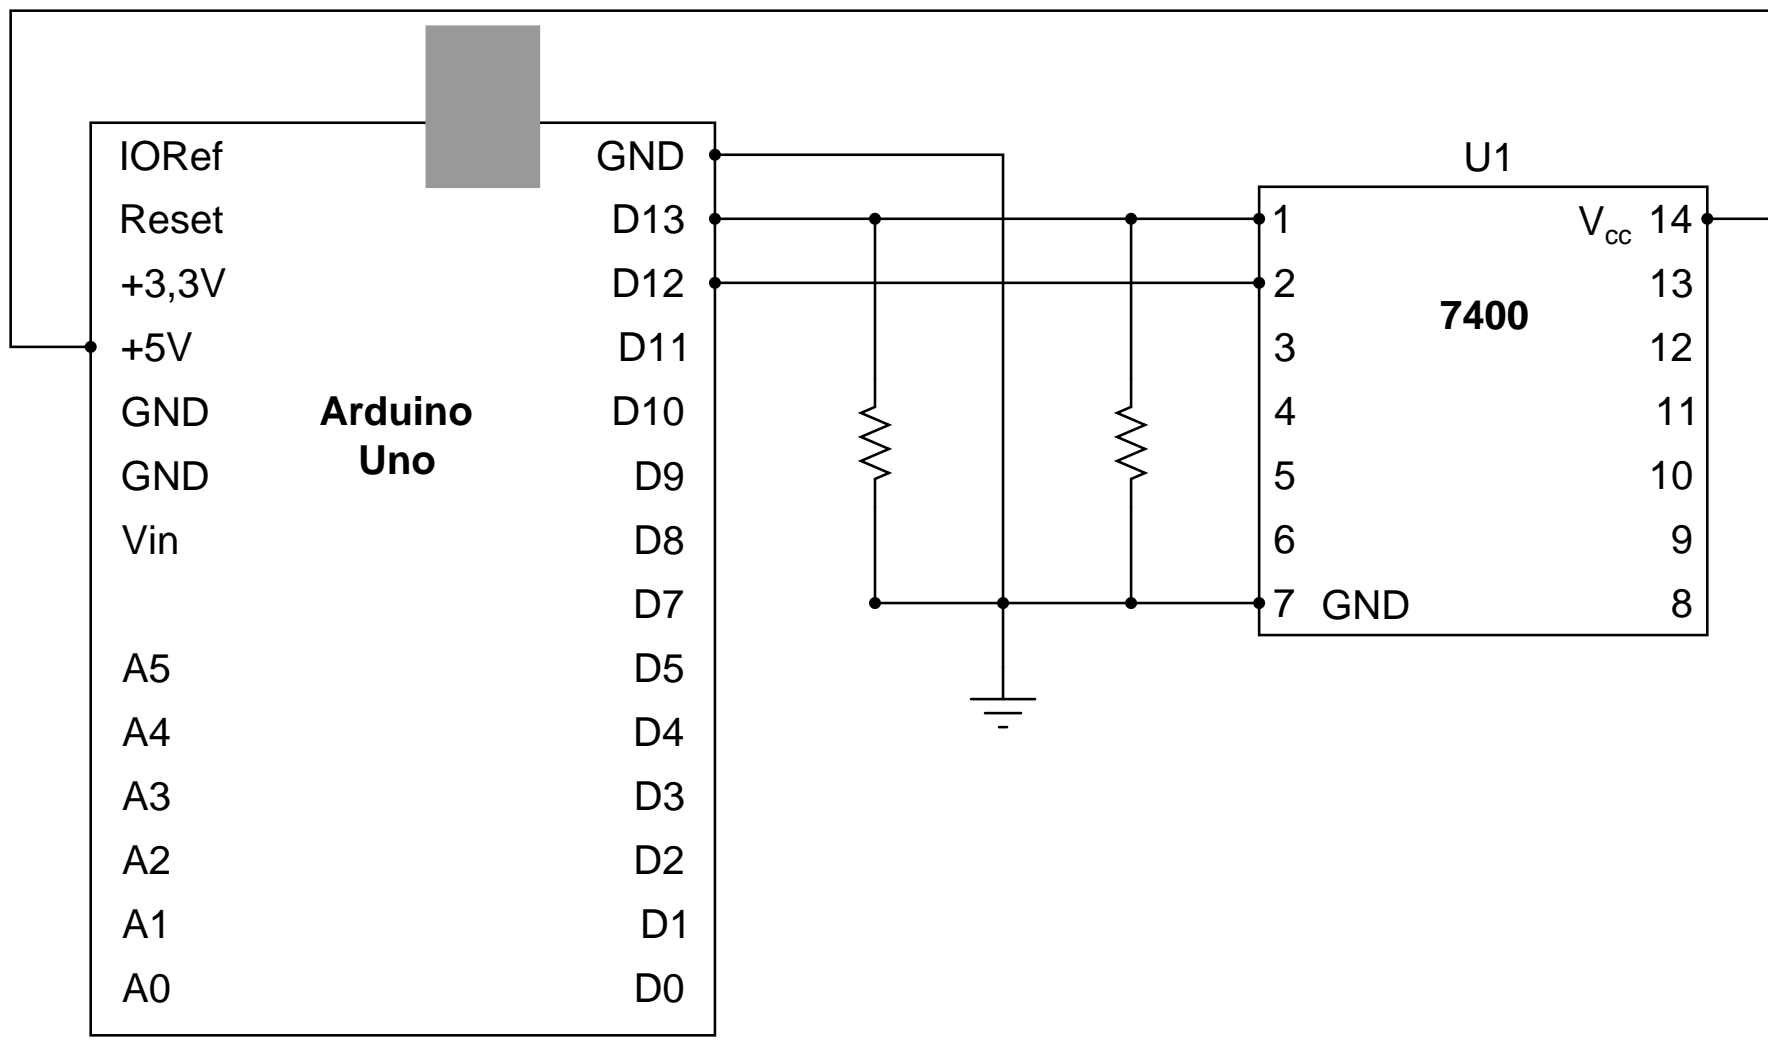 IORef
Reset
+3,3V
+5V
GND
GND
Vin
A5
A4
A3
A2
A1
A0
Arduino
Uno
GND
D13
D12
D11
D10
D9
D8
D7
D5
D4
D3
D2
D1
D0
U1
1
2
3
4
5
6
7 GND
7400
Vcc 14
13
12
11
10
9
8